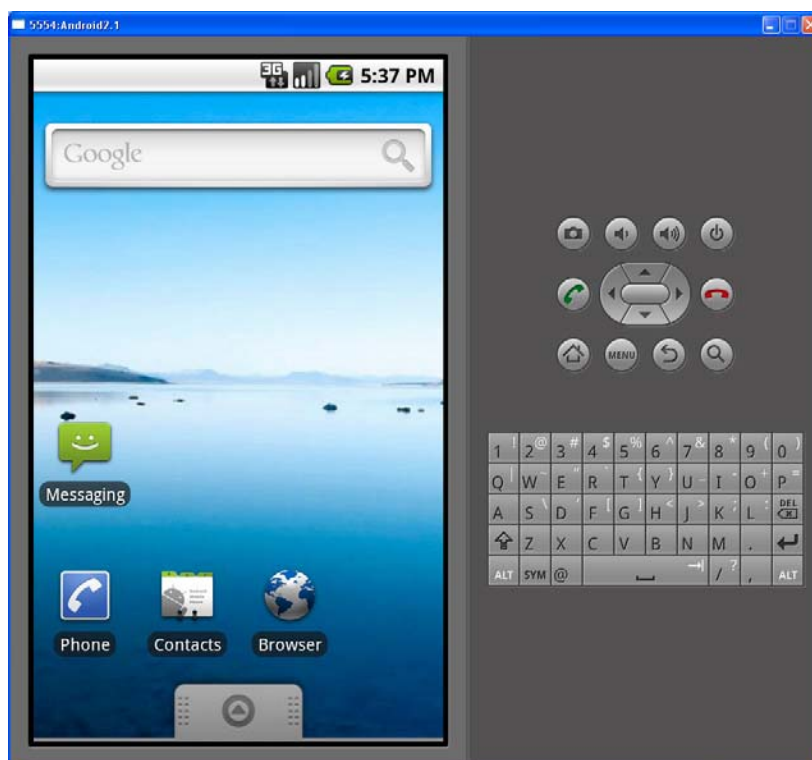 5554:Android2.1
3G 5:37 PM
Google
Messaging
Phone Contacts Browser
MENU
1 ! 2 @ 3 # 4 $ 5 % 6 ^ 7 & 8 * 9 ( 0 )
Q | W ~ E " R ` T { Y } U _ I - O + P =
A S \ D ' F [ G ] H < J > K ; L : DEL
Z X C V B N M .
ALT SYM @ / ? , ALT